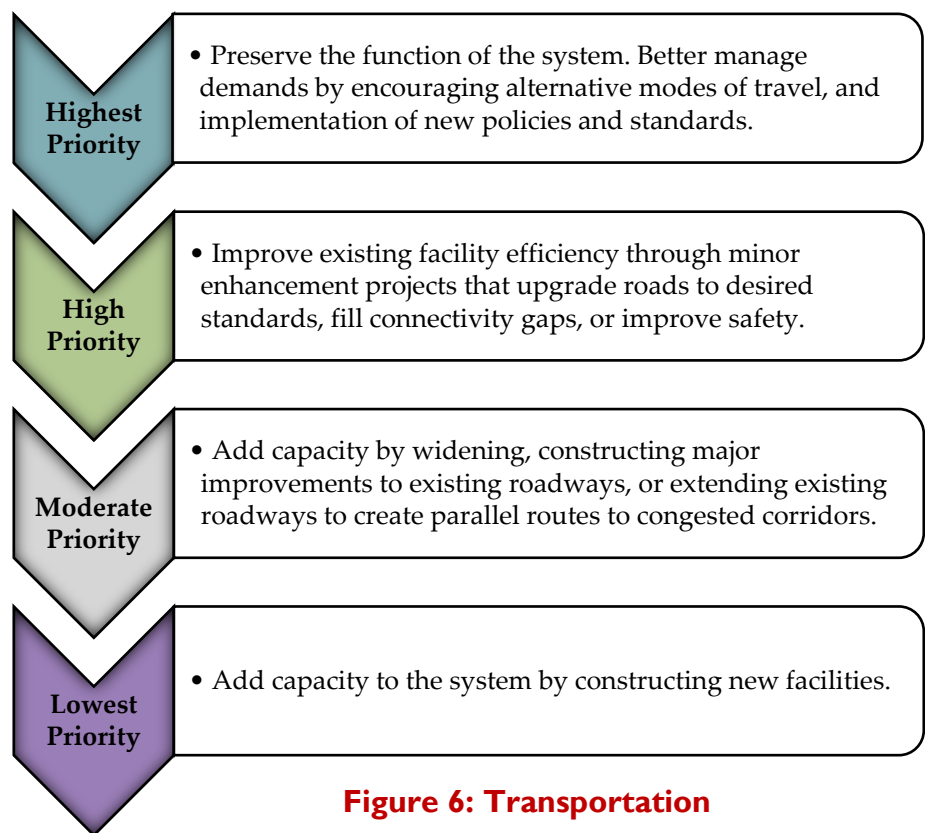 Highest
Priority
• Preserve the function of the system. Better manage
demands by encouraging alternative modes of travel, and
implementation of new policies and standards.
High
Priority
• Improve existing facility efficiency through minor
enhancement projects that upgrade roads to desired
standards, fill connectivity gaps, or improve safety.
Moderate
Priority
• Add capacity by widening, constructing major
improvements to existing roadways, or extending existing
roadways to create parallel routes to congested corridors.
Lowest
Priority
• Add capacity to the system by constructing new facilities.
Figure 6: Transportation